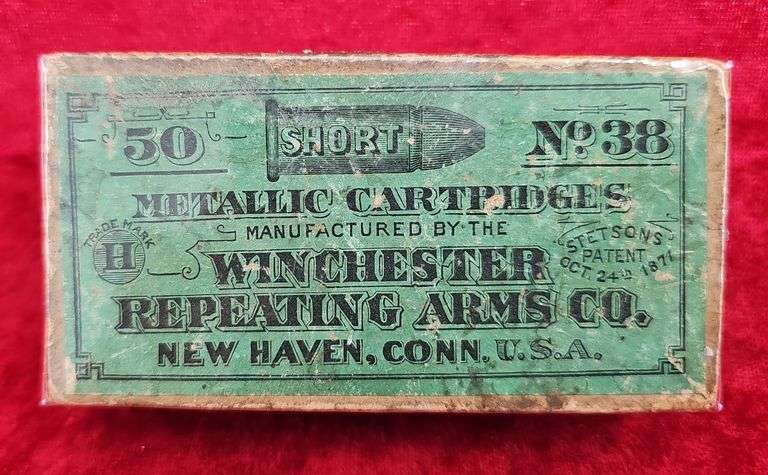 50 SHORT No. 38
METALLIC CARTRIDGES
MANUFACTURED BY THE
TRADE MARK
H
WINCHESTER
STETSONS
PATENT
OCT. 24TH 1871
REPEATING ARMS CO.
NEW HAVEN, CONN. U.S.A.